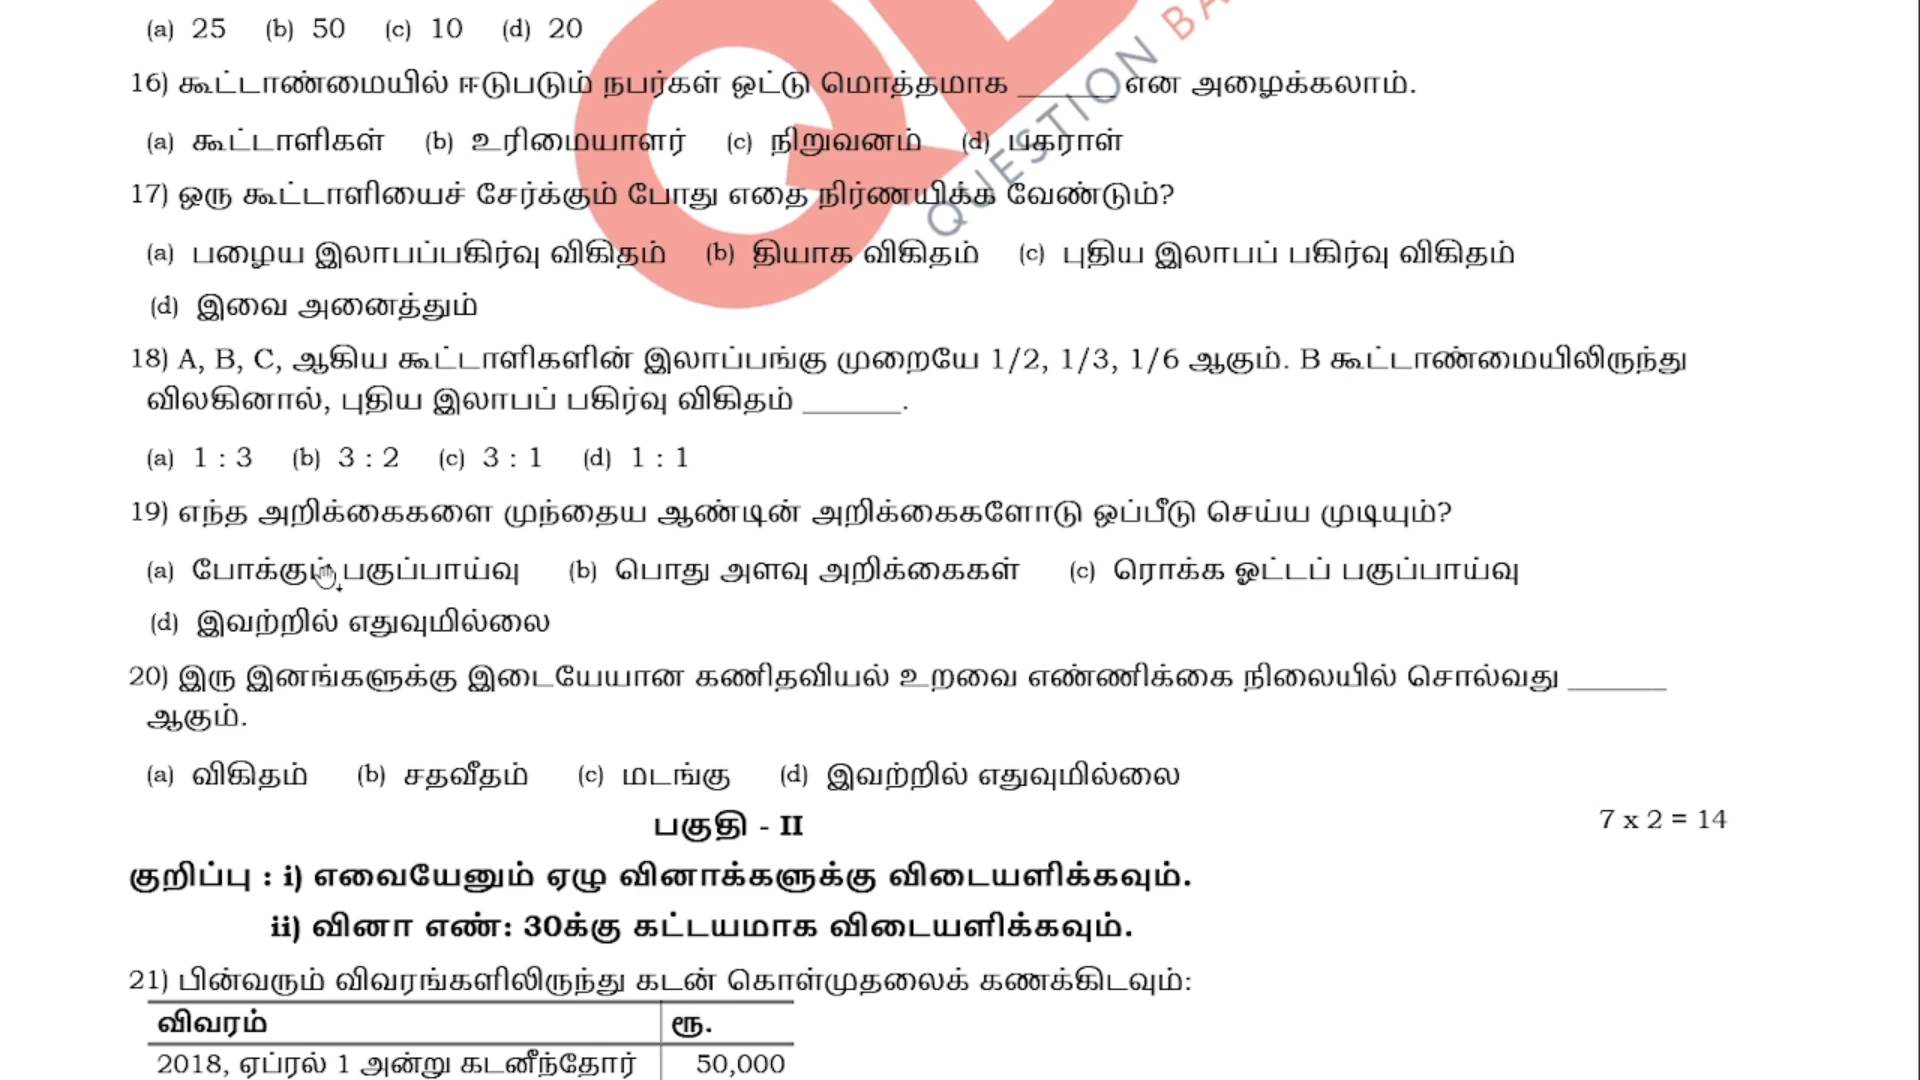 (a) 25 (b) 50 (c) 10 (d) 20
16) கூட்டாண்மையில் ஈடுபடும் நபர்கள் ஒட்டு மொத்தமாக ______ என அழைக்கலாம்.
(a) கூட்டாளிகள் (b) உரிமையாளர் (c) நிறுவனம் (d) பகராள்
17) ஒரு கூட்டாளியைச் சேர்க்கும் போது எதை நிர்ணயிக்க வேண்டும்?
(a) பழைய இலாபப்பகிர்வு விகிதம் (b) தியாக விகிதம் (c) புதிய இலாபப் பகிர்வு விகிதம்
(d) இவை அனைத்தும்
18) A, B, C, ஆகிய கூட்டாளிகளின் இலாப்பங்கு முறையே 1/2, 1/3, 1/6 ஆகும். B கூட்டாண்மையிலிருந்து
விலகினால், புதிய இலாபப் பகிர்வு விகிதம் ______.
(a) 1 : 3 (b) 3 : 2 (c) 3 : 1 (d) 1 : 1
19) எந்த அறிக்கைகளை முந்தைய ஆண்டின் அறிக்கைகளோடு ஒப்பீடு செய்ய முடியும்?
(a) போக்குப் பகுப்பாய்வு (b) பொது அளவு அறிக்கைகள் (c) ரொக்க ஓட்டப் பகுப்பாய்வு
(d) இவற்றில் எதுவுமில்லை
20) இரு இனங்களுக்கு இடையேயான கணிதவியல் உறவை எண்ணிக்கை நிலையில் சொல்வது ______
ஆகும்.
(a) விகிதம் (b) சதவீதம் (c) மடங்கு (d) இவற்றில் எதுவுமில்லை
பகுதி - II 7 x 2 = 14
குறிப்பு : i) எவையேனும் ஏழு வினாக்களுக்கு விடையளிக்கவும்.
ii) வினா எண்: 30க்கு கட்டயமாக விடையளிக்கவும்.
21) பின்வரும் விவரங்களிலிருந்து கடன் கொள்முதலைக் கணக்கிடவும்:
விவரம் ரூ.
2018, ஏப்ரல் 1 அன்று கடனீந்தோர் 50,000
QUESTION